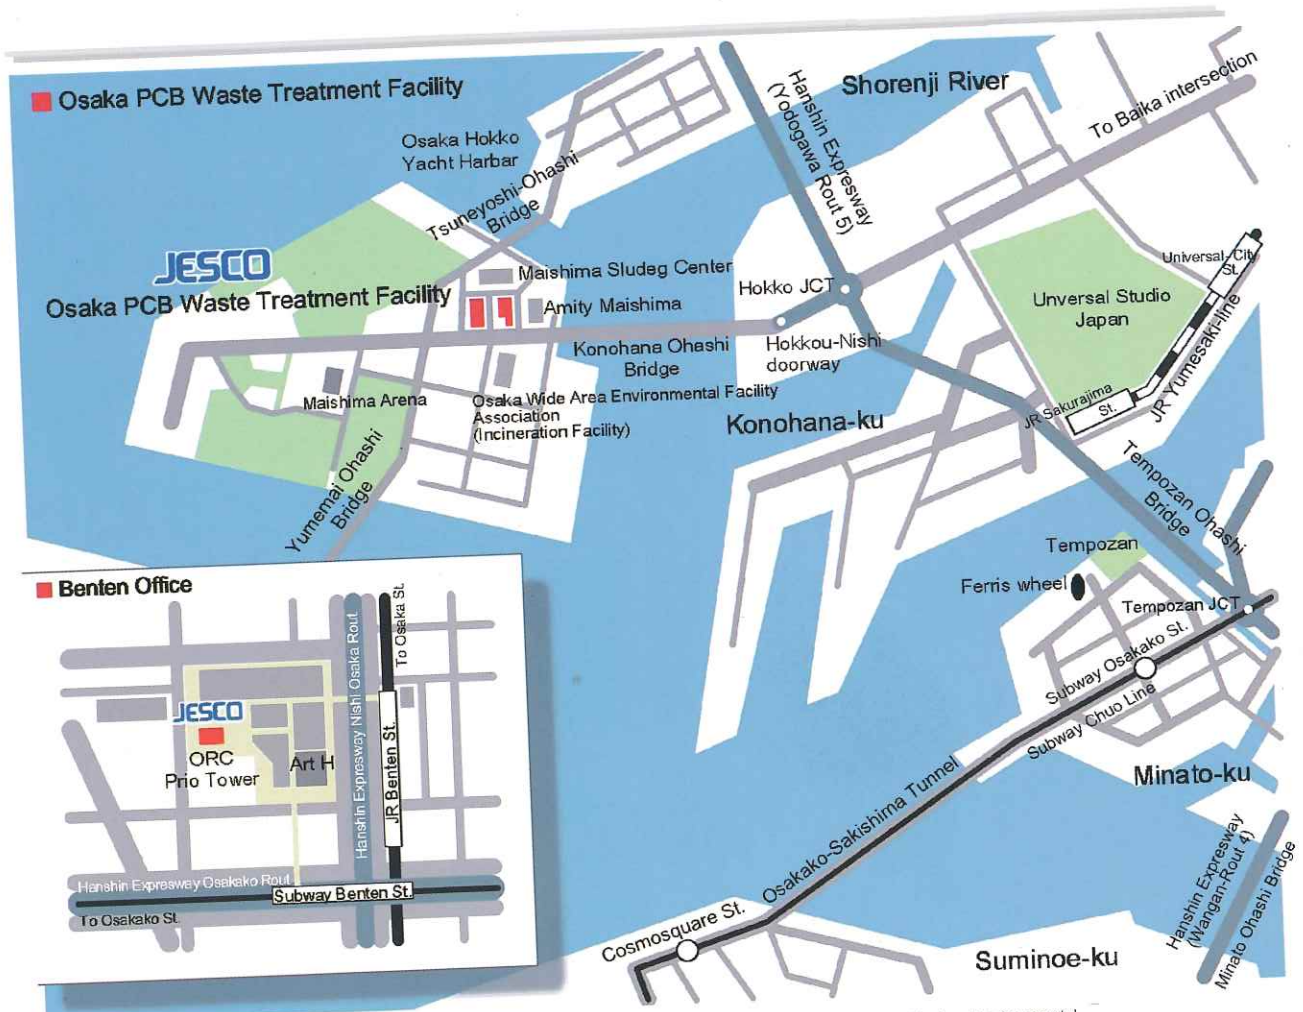 Osaka PCB Waste Treatment Facility
Shorenji River
Hanshin Expresway
(Yodogawa Rout 5)
To Baika intersection
Osaka Hokko
Yacht Harbar
Tsuneyoshi-Ohashi
Bridge
JESCO
Osaka PCB Waste Treatment Facility
Maishima Sludeg Center
Amity Maishima
Hokko JCT
Universal-City
St.
Unversal Studio
Japan
Konohana Ohashi
Bridge
Hokkou-Nishi
doorway
Maishima Arena
Osaka Wide Area Environmental Facility
Association
(Incineration Facility)
Konohana-ku
JR Sakurajima
St.
JR Yumesaki-line
Yumemai Ohashi
Bridge
Tempozan Ohashi
Bridge
Tempozan
Ferris wheel
Tempozan JCT
Subway Osakako St.
Subway Chuo Line
Minato-ku
Osakako-Sakishima Tunnel
Cosmosquare St.
Suminoe-ku
Hanshin Expresway
(Wangan-Rout 4)
Minato Ohashi Bridge
Benten Office
To Osaka St.
Hanshin Expresway Nishi Osaka Rout
JESCO
ORC
Prio Tower
Art H
JR Benten St.
Hanshin Expresway Osakako Rout
Subway Benten St.
To Osakako St.